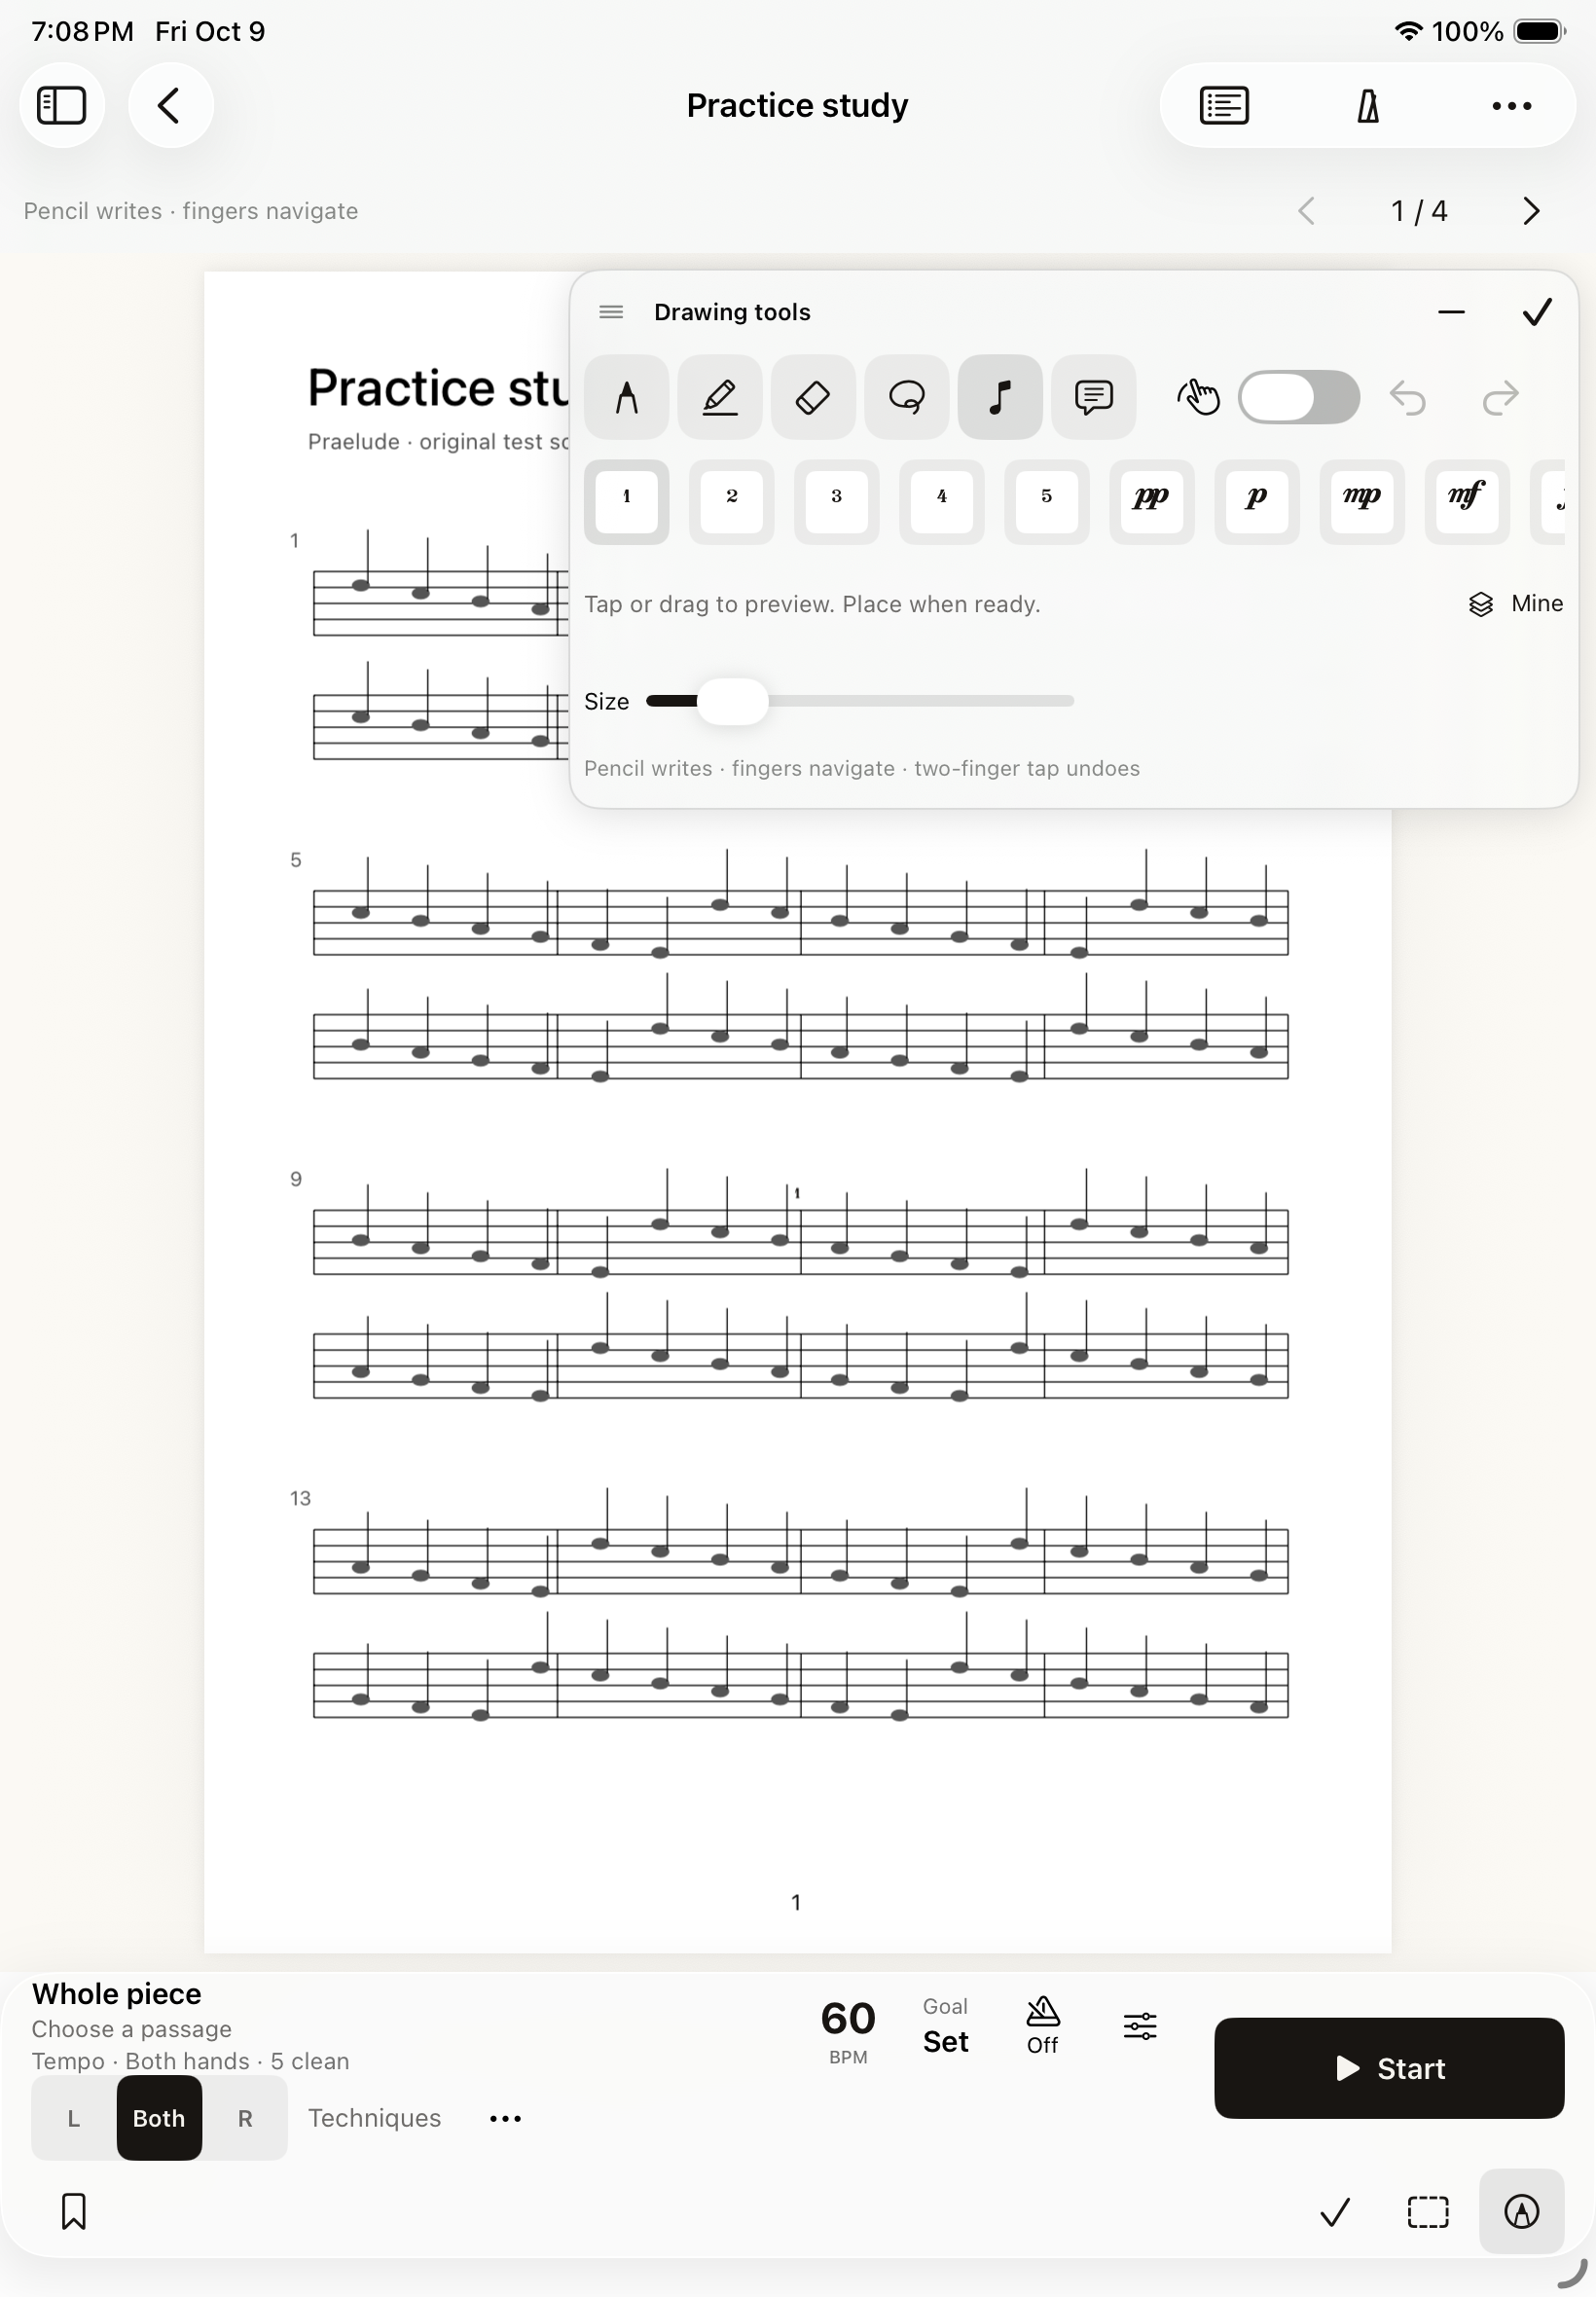 7:08 PM Fri Oct 9 100%
Practice study
Pencil writes · fingers navigate 1 / 4
Drawing tools
Practice
Praelude · original test
1 2 3 4 5 pp p mp mf
1
Tap or drag to preview. Place when ready. Mine
Size
Pencil writes · fingers navigate · two-finger tap undoes
5
9
1
13
1
Whole piece
Choose a passage
Tempo · Both hands · 5 clean
60 BPM
Goal Set
Off
Start
L Both R Techniques